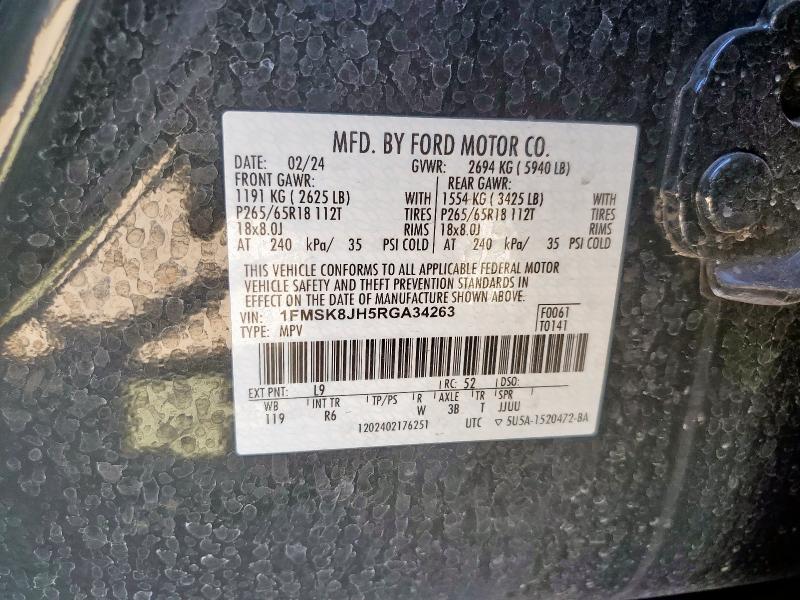 MFD. BY FORD MOTOR CO.
DATE: 02/24 GVWR: 2694 KG ( 5940 LB)
FRONT GAWR: REAR GAWR:
1191 KG ( 2625 LB) WITH 1554 KG ( 3425 LB) WITH
P265/65R18 112T TIRES P265/65R18 112T TIRES
18x8.0J RIMS 18x8.0J RIMS
AT 240 kPa/ 35 PSI COLD AT 240 kPa/ 35 PSI COLD
THIS VEHICLE CONFORMS TO ALL APPLICABLE FEDERAL MOTOR
VEHICLE SAFETY AND THEFT PREVENTION STANDARDS IN
EFFECT ON THE DATE OF MANUFACTURE SHOWN ABOVE.
VIN: 1FMSK8JH5RGA34263 F0061
TYPE: MPV T0141
EXT PNT: L9 RC: 52 DSO:
WB INT TR TP/PS R AXLE TR SPR
119 R6 W 3B T JJUU
1202402176251 UTC ▽ 5U5A-1520472-BA